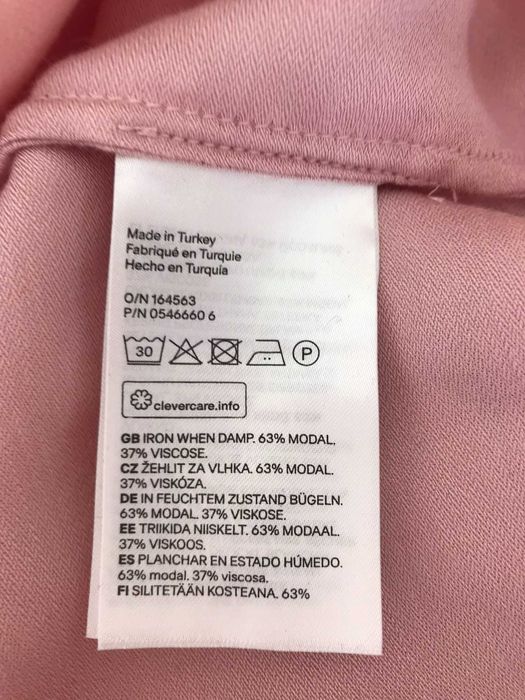 Made in Turkey
Fabriqué en Turquie
Hecho en Turquía
O/N 164563
P/N 0546660 6
30 P
clevercare.info
GB IRON WHEN DAMP. 63% MODAL.
37% VISCOSE.
CZ ŽEHLIT ZA VLHKA. 63% MODAL.
37% VISKÓZA.
DE IN FEUCHTEM ZUSTAND BÜGELN.
63% MODAL. 37% VISKOSE.
EE TRIIKIDA NIISKELT. 63% MODAAL.
37% VISKOOS.
ES PLANCHAR EN ESTADO HÚMEDO.
63% modal. 37% viscosa.
FI SILITETÄÄN KOSTEANA. 63%